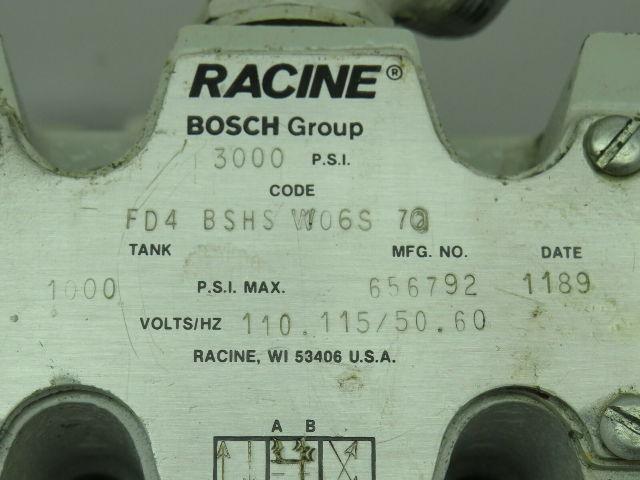 RACINE®
BOSCH Group
3000 P.S.I.
CODE
FD4 BSHS W06S
TANK MFG. NO. DATE
1000 P.S.I. MAX. 656792 1189
VOLTS/HZ 110.115/50.60
RACINE, WI 53406 U.S.A.
A B